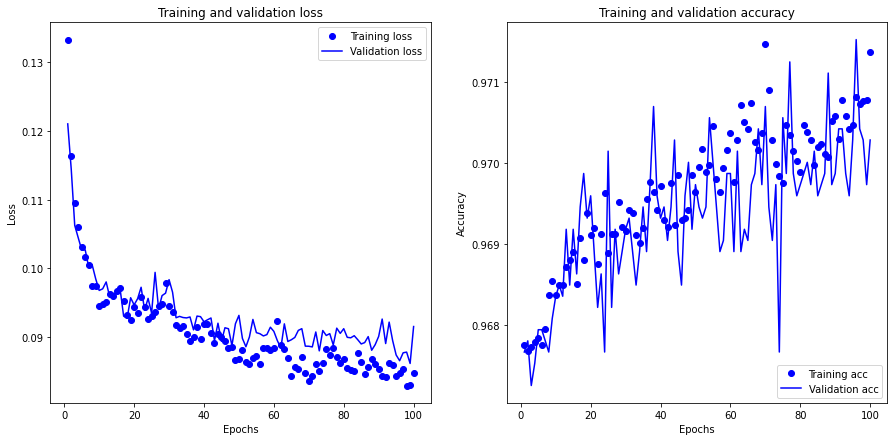 Training and validation loss
Training loss
Validation loss
0.13
0.12
0.11
0.10
0.09
Loss
0
20
40
60
80
100
Epochs
Training and validation accuracy
0.971
0.970
0.969
0.968
Accuracy
Training acc
Validation acc
0
20
40
60
80
100
Epochs